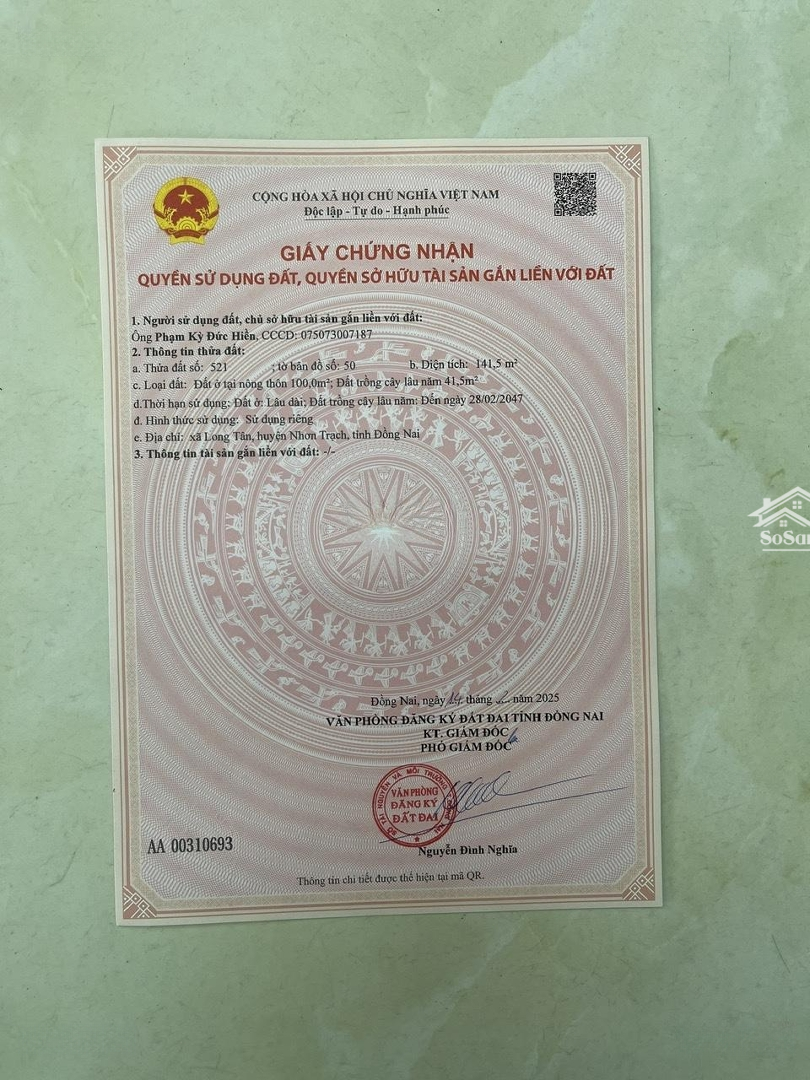 CỘNG HÒA XÃ HỘI CHỦ NGHĨA VIỆT NAM
Độc lập - Tự do - Hạnh phúc
GIẤY CHỨNG NHẬN
QUYỀN SỬ DỤNG ĐẤT, QUYỀN SỞ HỮU TÀI SẢN GẮN LIỀN VỚI ĐẤT
1. Người sử dụng đất, chủ sở hữu tài sản gắn liền với đất:
Ông Phạm Kỳ Đức Hiền, CCCD: 075073007187
2. Thông tin thửa đất:
a. Thửa đất số: 521 ; tờ bản đồ số: 50 b. Diện tích: 141,5 m²
c. Loại đất: Đất ở tại nông thôn 100,0m²; Đất trồng cây lâu năm 41,5m²
d.Thời hạn sử dụng: Đất ở: Lâu dài; Đất trồng cây lâu năm: Đến ngày 28/02/2047
đ. Hình thức sử dụng: Sử dụng riêng
e. Địa chỉ: xã Long Tân, huyện Nhơn Trạch, tỉnh Đồng Nai
3. Thông tin tài sản gắn liền với đất: -/-
Đồng Nai, ngày 14 tháng 2 năm 2025
VĂN PHÒNG ĐĂNG KÝ ĐẤT ĐAI TỈNH ĐỒNG NAI
KT. GIÁM ĐỐC
PHÓ GIÁM ĐỐC
SỞ TÀI NGUYÊN VÀ MÔI TRƯỜNG
VĂN PHÒNG
ĐĂNG KÝ
ĐẤT ĐAI
AA 00310693
Nguyễn Đình Nghĩa
Thông tin chi tiết được thể hiện tại mã QR.
SoSan